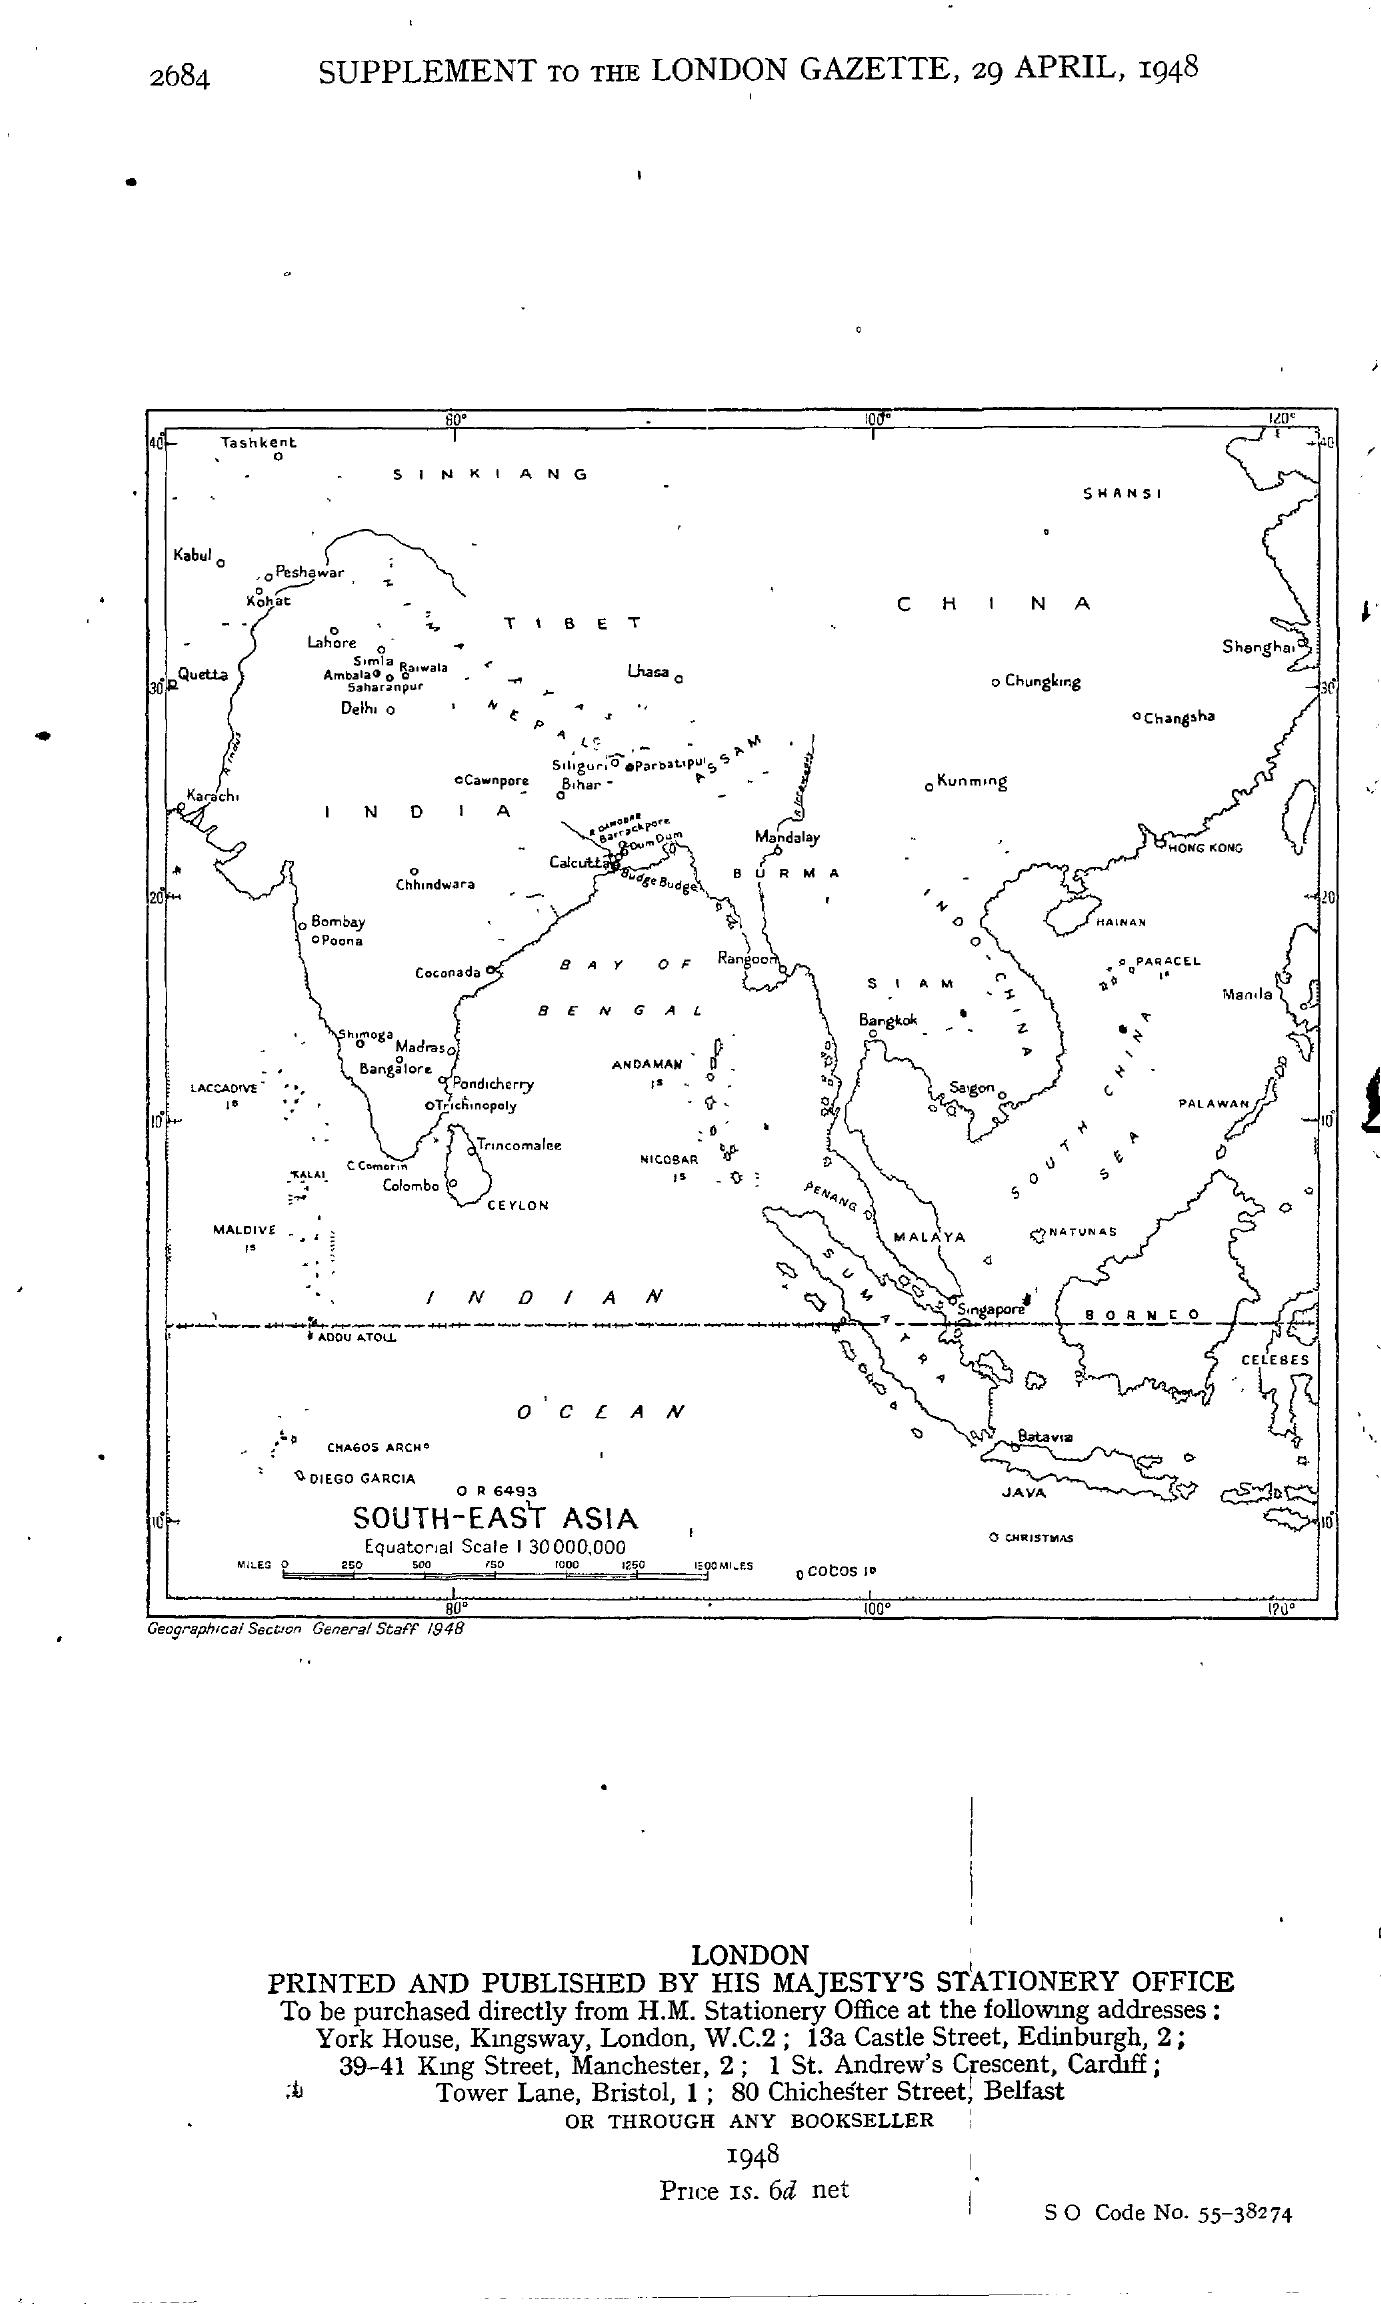 2684
SUPPLEMENT TO THE LONDON GAZETTE, 29 APRIL, 1948
80°
100°
120°
40°
40
Tashkent
SINKIANG
SHANSI
Kabul
Peshawar
Kohat
TIBET
CHINA
Lahore
Simla
Raiwala
Ambala
Saharanpur
Quetta
Lhasa
Shanghai
Chungking
30°
30°
Delhi
Changsha
NEPAL
ASSAM
Siliguri
Parbatipur
Cawnpore
Bihar
Kunming
R INDUS
Karachi
INDIA
R DAMODAR
Barrackpore
Dum Dum
Mandalay
Calcutta
Budge Budge
HONG KONG
BURMA
Chhindwara
20°
20
INDO-CHINA
HAINAN
Bombay
Poona
Rangoon
BAY OF
PARACEL
Is
Coconada
SIAM
Manila
BENGAL
Bangkok
Shimoga
Madras
Bangalore
ANDAMAN
Is
LACCADIVE
Is
Pondicherry
Saigon
SOUTH CHINA
SEA
Trichinopoly
PALAWAN
10°
10°
Trincomalee
C Comorin
NICOBAR
Is
Colombo
CEYLON
PENANG
MALDIVE
Is
MALAYA
NATUNAS
SUMATRA
INDIAN
Singapore
BORNEO
ADDU ATOLL
CELEBES
OCEAN
Batavia
CHAGOS ARCHO
DIEGO GARCIA
O R 6493
JAVA
SOUTH-EAST ASIA
10°
10°
Equatorial Scale 1 30 000,000
CHRISTMAS
MILES 0 250 500 750 1000 1250 1500 MILES
COCOS Is
80°
100°
120°
Geographical Section General Staff 1948
LONDON
PRINTED AND PUBLISHED BY HIS MAJESTY'S STATIONERY OFFICE
To be purchased directly from H.M. Stationery Office at the following addresses:
York House, Kingsway, London, W.C.2; 13a Castle Street, Edinburgh, 2;
39-41 King Street, Manchester, 2; 1 St. Andrew's Crescent, Cardiff;
Tower Lane, Bristol, 1; 80 Chichester Street, Belfast
OR THROUGH ANY BOOKSELLER
1948
Price 1s. 6d net
S O Code No. 55-38274